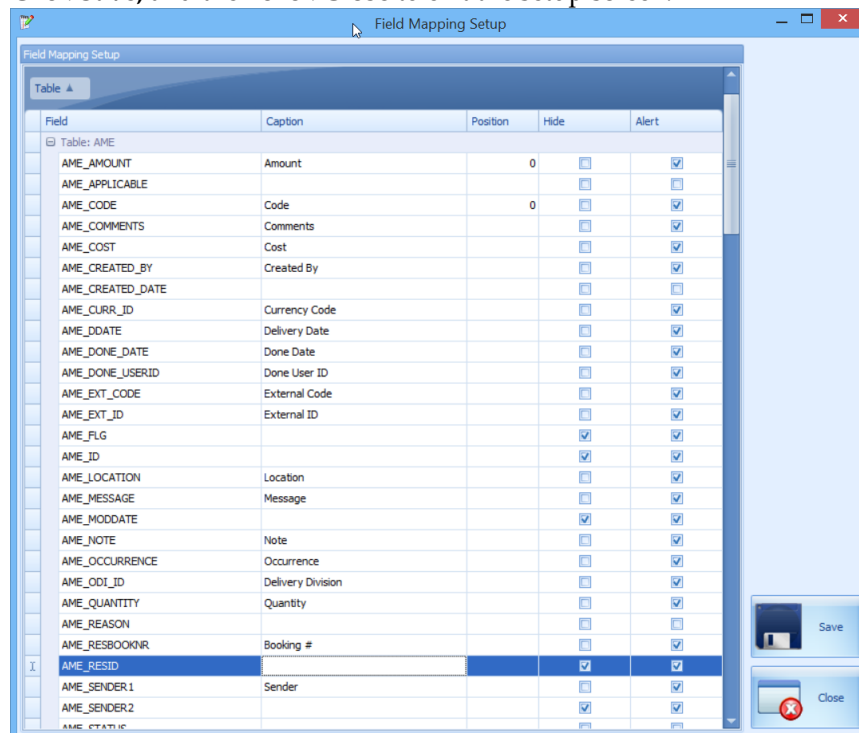 Field Mapping Setup
Field Mapping Setup
Table
Field Caption Position Hide Alert
Table: AME
AME_AMOUNT Amount 0
AME_APPLICABLE
AME_CODE Code 0
AME_COMMENTS Comments
AME_COST Cost
AME_CREATED_BY Created By
AME_CREATED_DATE
AME_CURR_ID Currency Code
AME_DDATE Delivery Date
AME_DONE_DATE Done Date
AME_DONE_USERID Done User ID
AME_EXT_CODE External Code
AME_EXT_ID External ID
AME_FLG
AME_ID
AME_LOCATION Location
AME_MESSAGE Message
AME_MODDATE
AME_NOTE Note
AME_OCCURRENCE Occurrence
AME_ODI_ID Delivery Division
AME_QUANTITY Quantity
AME_REASON
AME_RESBOOKNR Booking #
AME_RESID
AME_SENDER1 Sender
AME_SENDER2
AME_STATUS
Save
Close